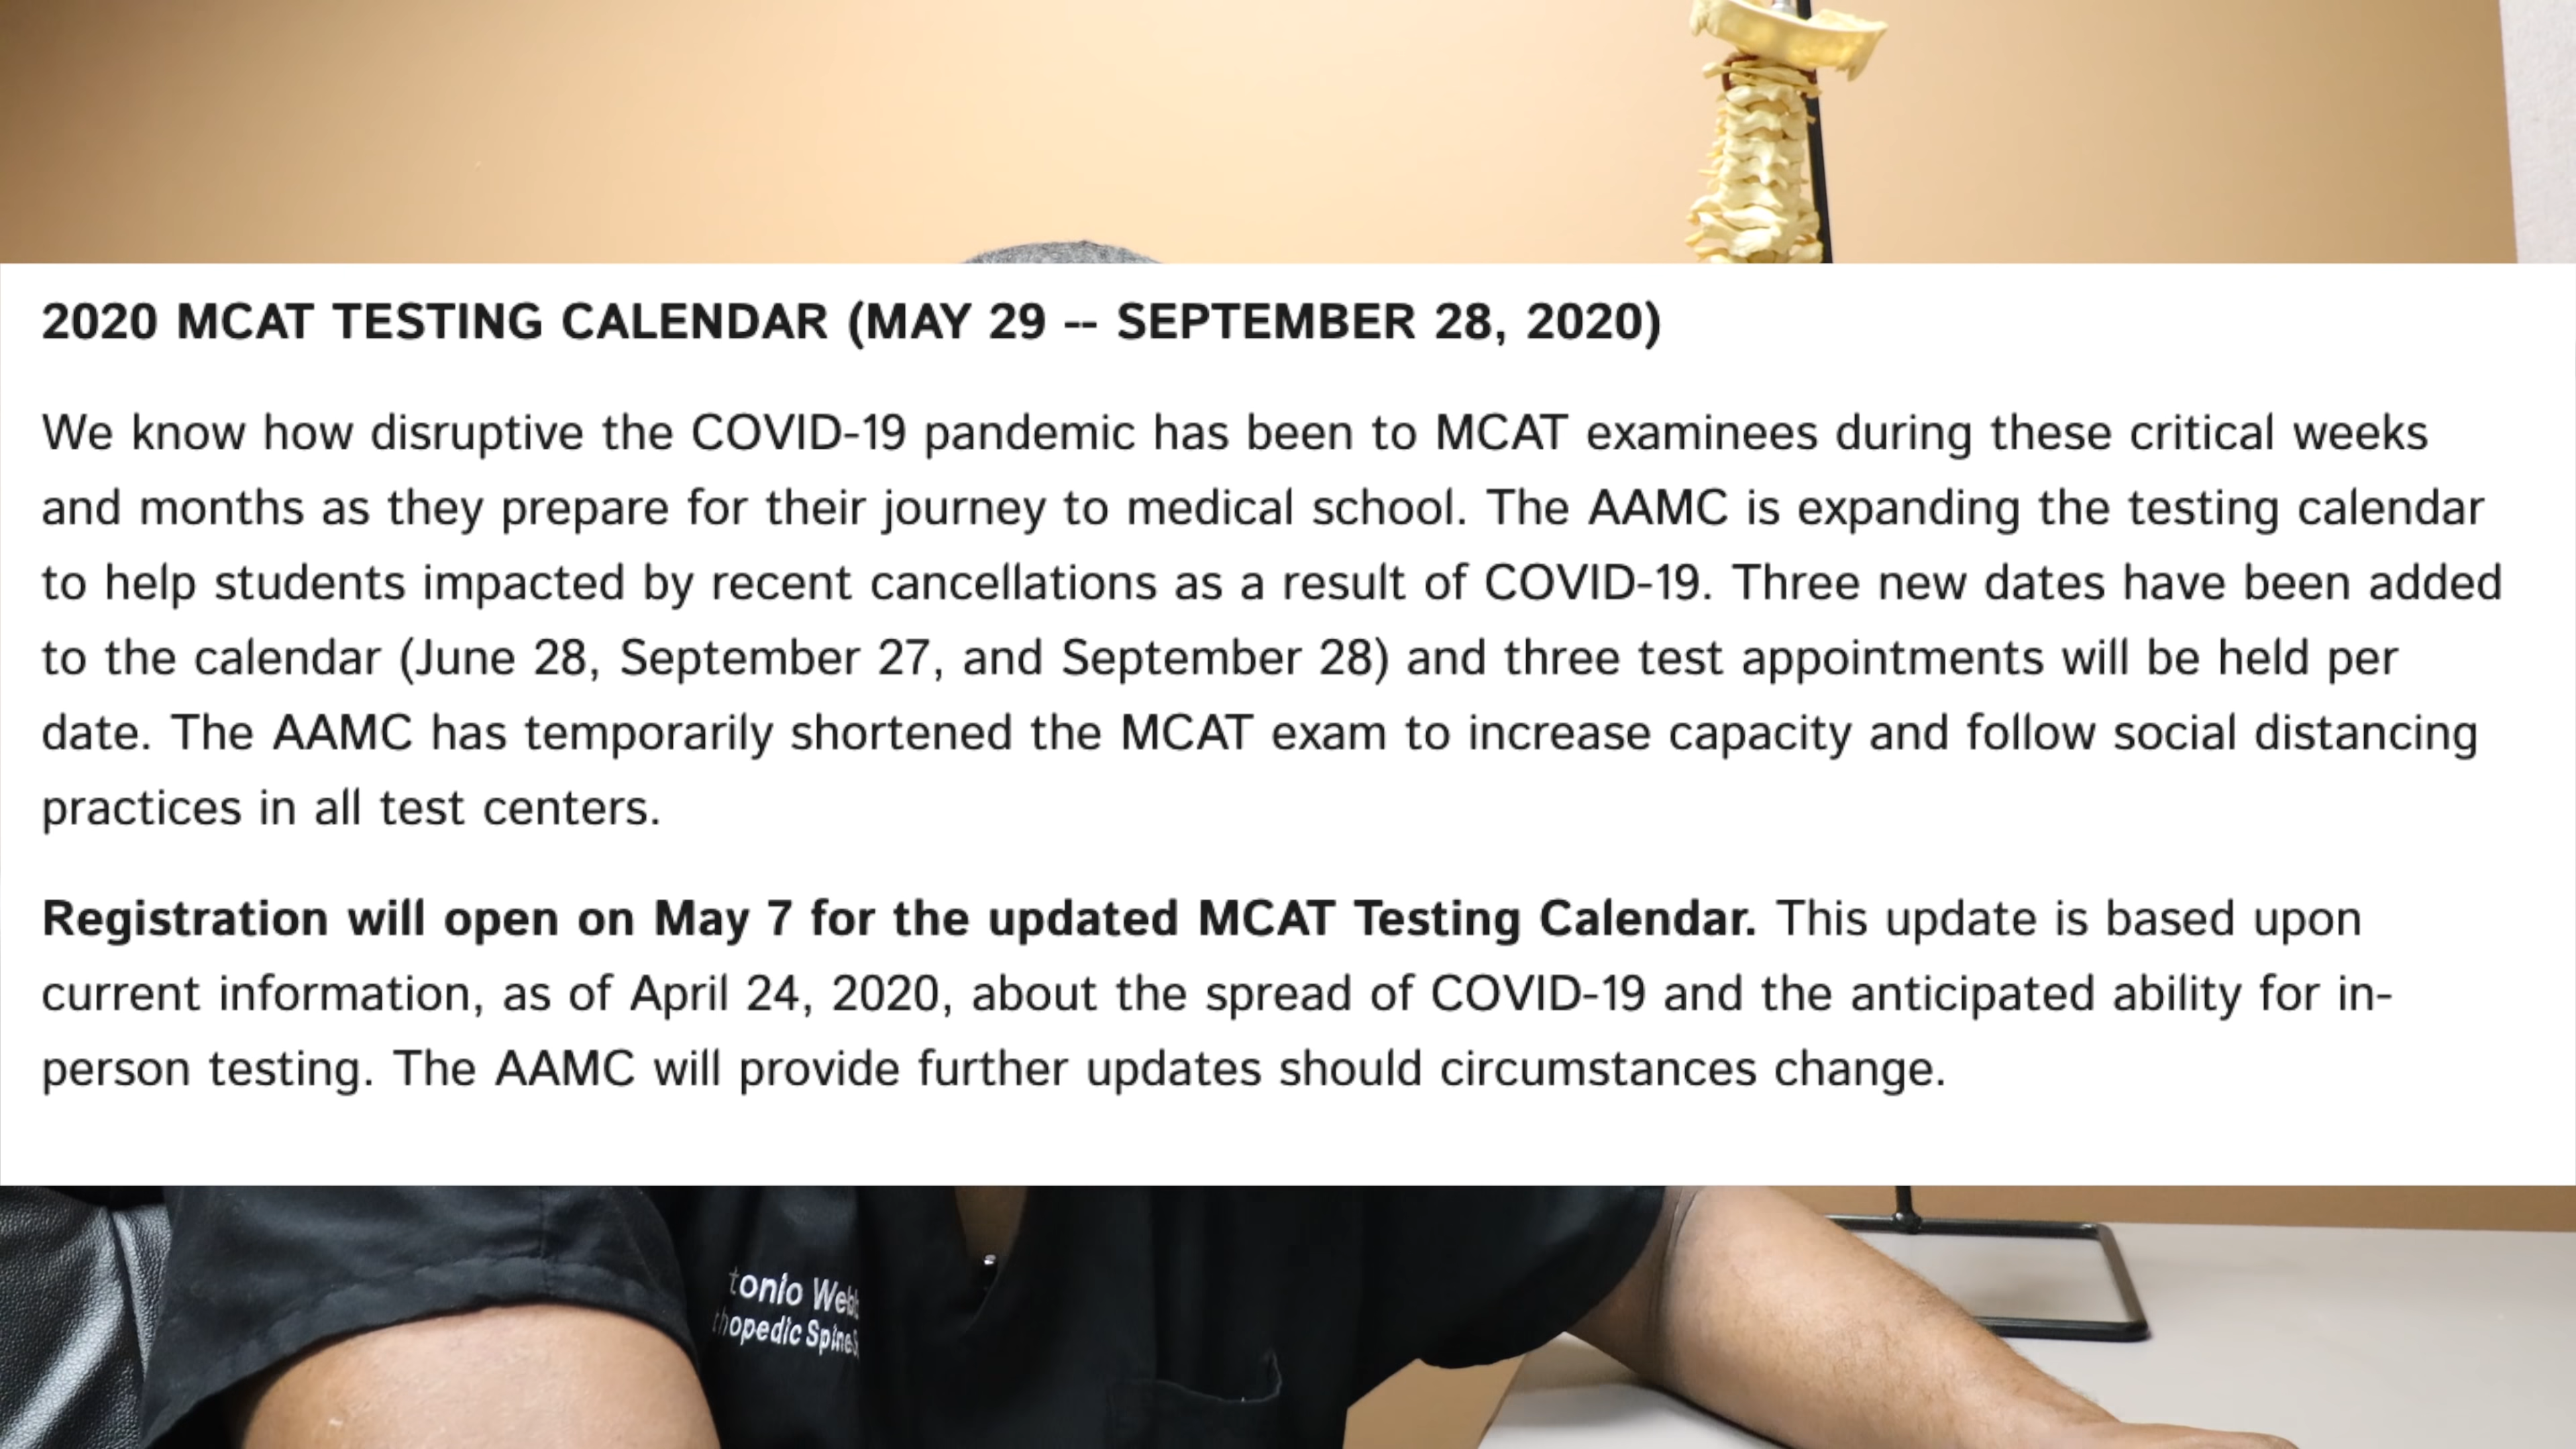 2020 MCAT TESTING CALENDAR (MAY 29 -- SEPTEMBER 28, 2020)
We know how disruptive the COVID-19 pandemic has been to MCAT examinees during these critical weeks
and months as they prepare for their journey to medical school. The AAMC is expanding the testing calendar
to help students impacted by recent cancellations as a result of COVID-19. Three new dates have been added
to the calendar (June 28, September 27, and September 28) and three test appointments will be held per
date. The AAMC has temporarily shortened the MCAT exam to increase capacity and follow social distancing
practices in all test centers.
Registration will open on May 7 for the updated MCAT Testing Calendar. This update is based upon
current information, as of April 24, 2020, about the spread of COVID-19 and the anticipated ability for in-
person testing. The AAMC will provide further updates should circumstances change.
tonio Webb
hopedic Spine